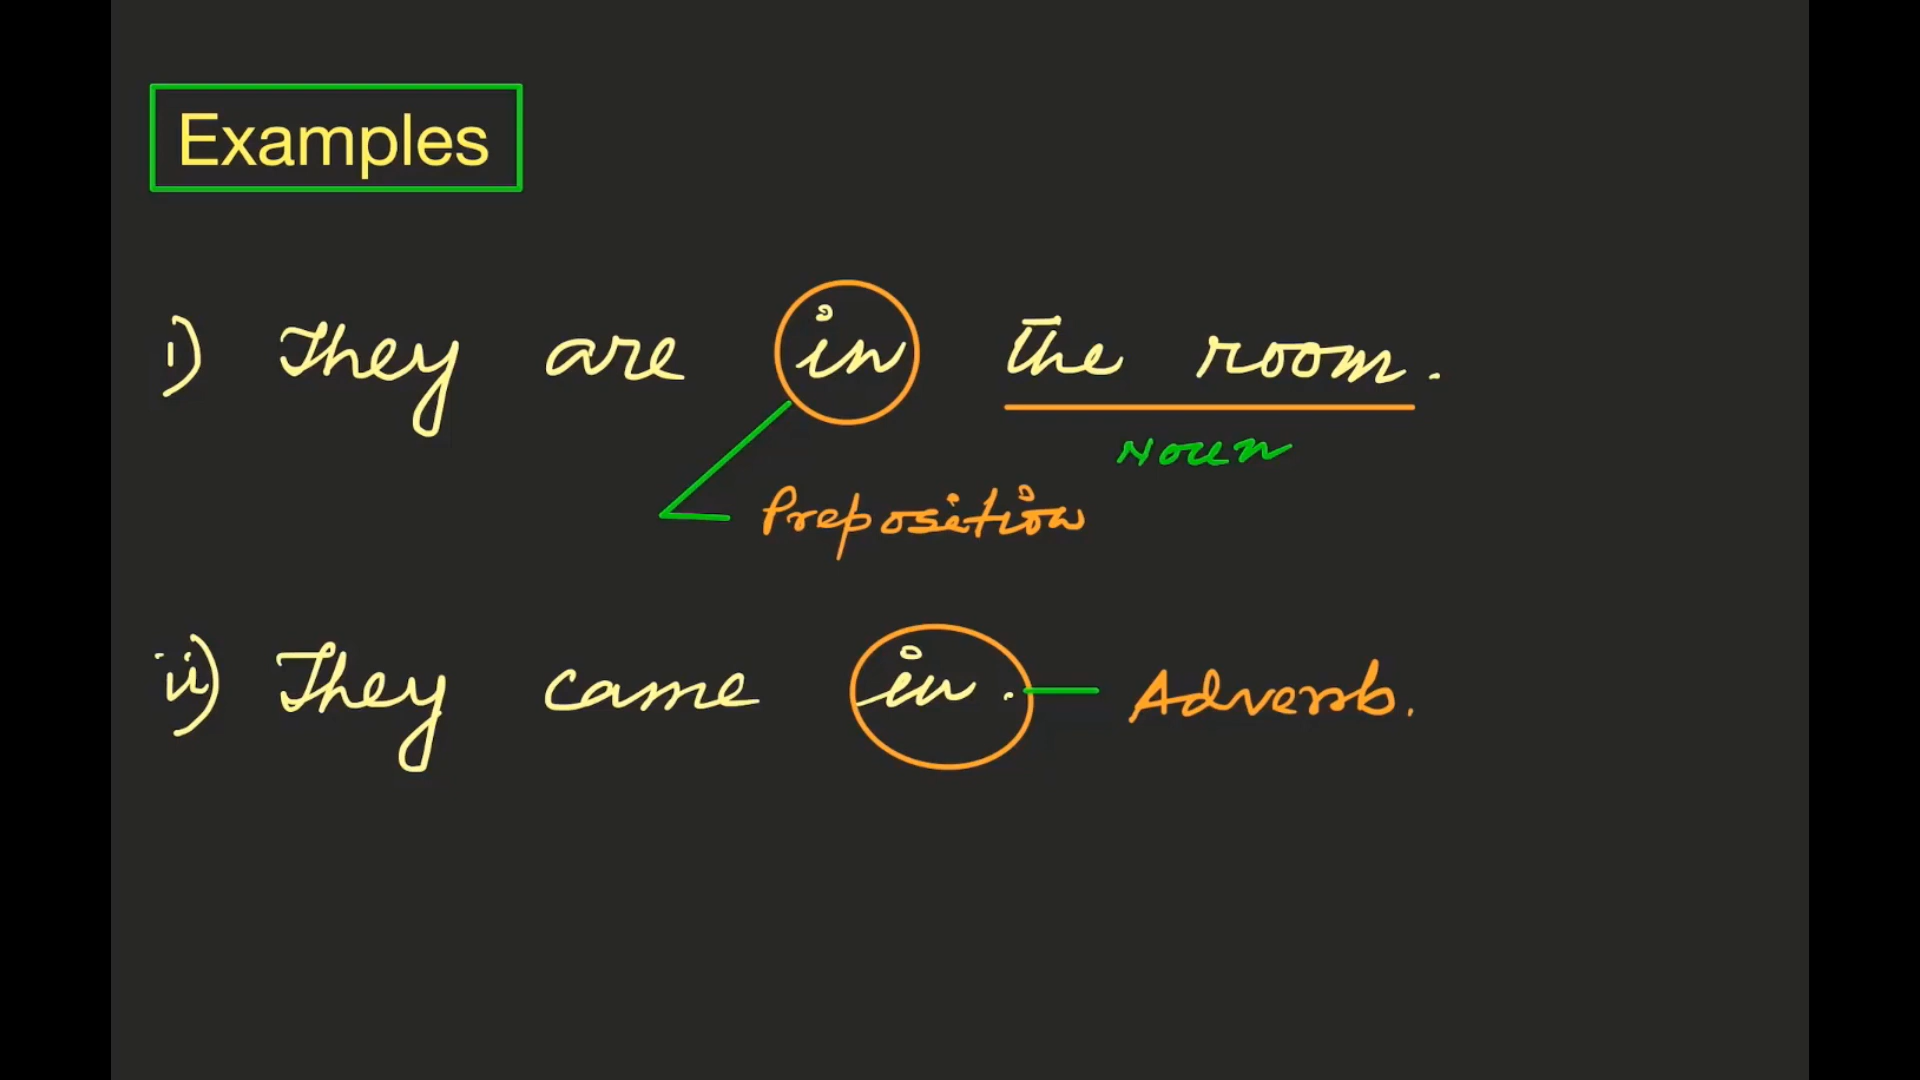 Examples
i) They are in the room.
Noun
Preposition
ii) They came in. Adverb.